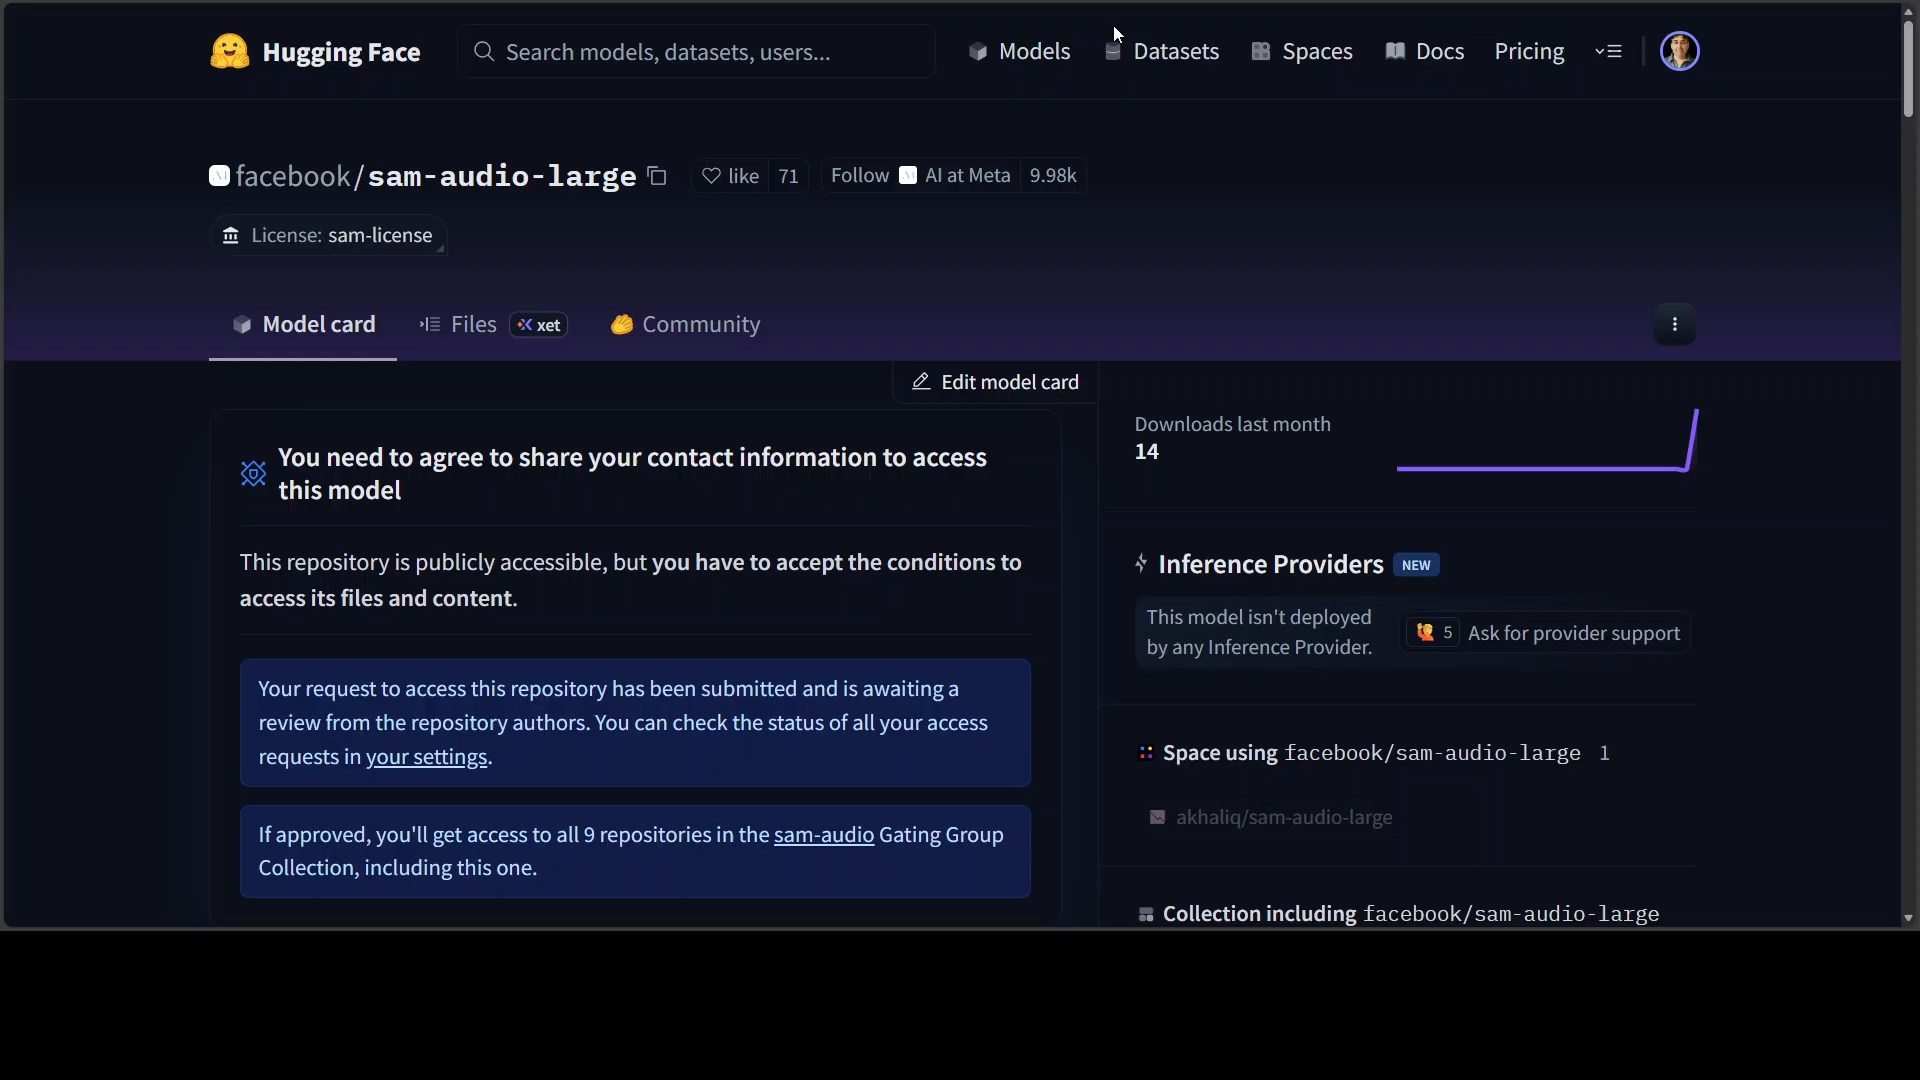 Hugging Face
Search models, datasets, users...
Models
Datasets
Spaces
Docs
Pricing
facebook/sam-audio-large
like 71
Follow AI at Meta 9.98k
License: sam-license
Model card
Files xet
Community
Edit model card
You need to agree to share your contact information to access
this model
This repository is publicly accessible, but you have to accept the conditions to
access its files and content.
Your request to access this repository has been submitted and is awaiting a
review from the repository authors. You can check the status of all your access
requests in your settings.
If approved, you'll get access to all 9 repositories in the sam-audio Gating Group
Collection, including this one.
Downloads last month
14
Inference Providers NEW
This model isn't deployed
by any Inference Provider.
5 Ask for provider support
Space using facebook/sam-audio-large 1
akhaliq/sam-audio-large
Collection including facebook/sam-audio-large